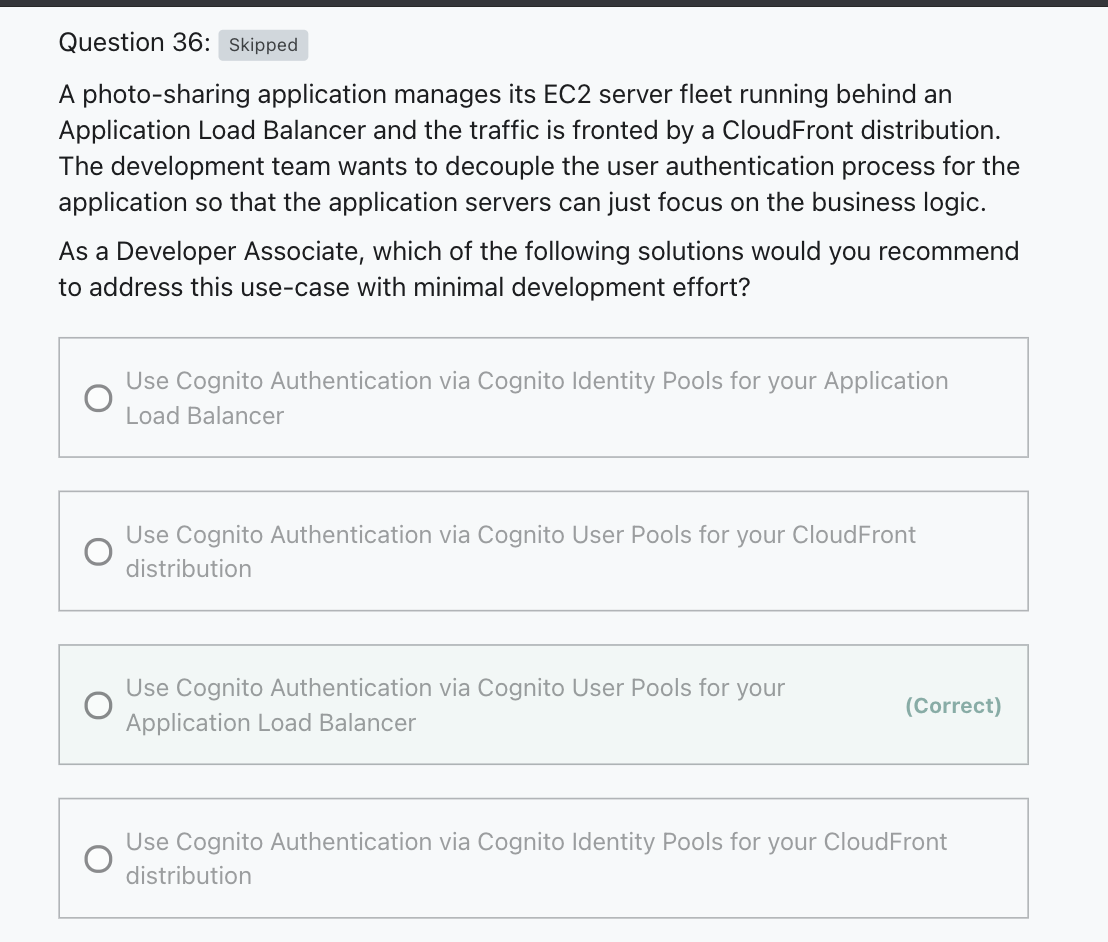 Question 36: Skipped
A photo-sharing application manages its EC2 server fleet running behind an
Application Load Balancer and the traffic is fronted by a CloudFront distribution.
The development team wants to decouple the user authentication process for the
application so that the application servers can just focus on the business logic.
As a Developer Associate, which of the following solutions would you recommend
to address this use-case with minimal development effort?
Use Cognito Authentication via Cognito Identity Pools for your Application
Load Balancer
Use Cognito Authentication via Cognito User Pools for your CloudFront
distribution
Use Cognito Authentication via Cognito User Pools for your
Application Load Balancer
(Correct)
Use Cognito Authentication via Cognito Identity Pools for your CloudFront
distribution